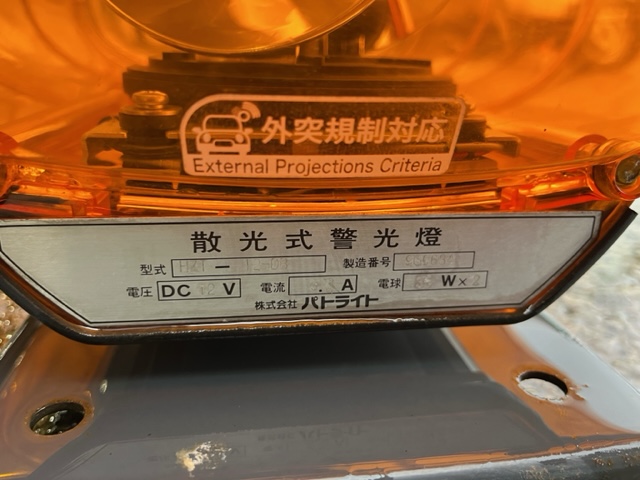 外突規制対応
External Projections Criteria
散光式警光燈
型式 製造番号
電圧 DC 12 V 電流 . A 電球 W×2
株式会社 パトライト